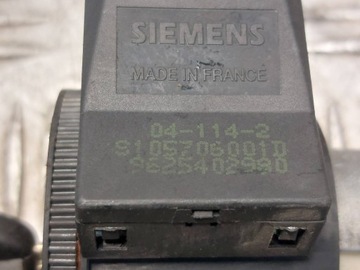 SIEMENS
MADE IN FRANCE
04-114-2
S105706001D
9625402980